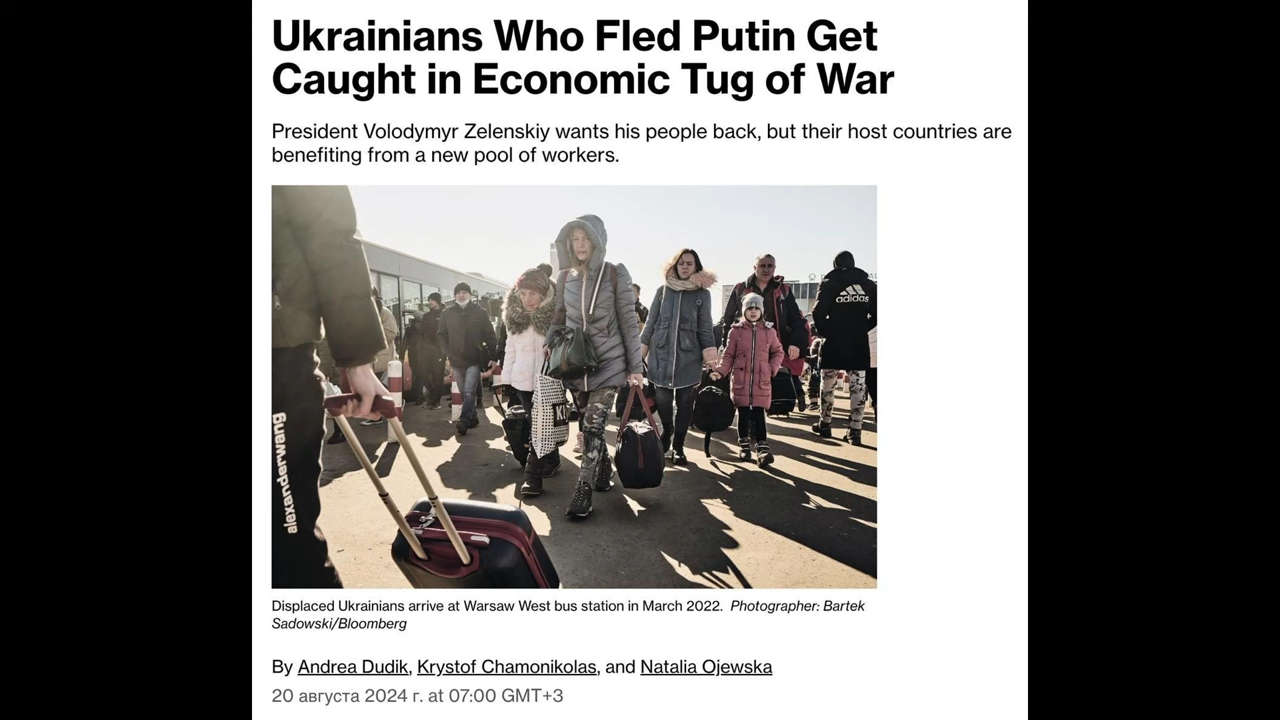 Ukrainians Who Fled Putin Get
Caught in Economic Tug of War
President Volodymyr Zelenskiy wants his people back, but their host countries are
benefiting from a new pool of workers.
adidas
alexanderwang
Displaced Ukrainians arrive at Warsaw West bus station in March 2022. Photographer: Bartek
Sadowski/Bloomberg
By Andrea Dudik, Krystof Chamonikolas, and Natalia Ojewska
20 августа 2024 г. at 07:00 GMT+3